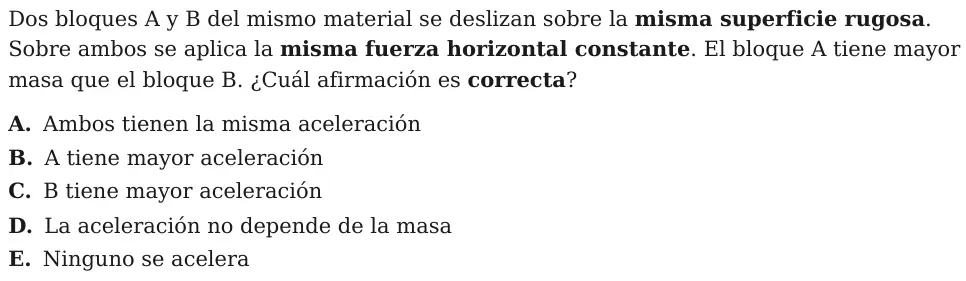 Dos bloques A y B del mismo material se deslizan sobre la misma superficie rugosa.
Sobre ambos se aplica la misma fuerza horizontal constante. El bloque A tiene mayor
masa que el bloque B. ¿Cuál afirmación es correcta?
A. Ambos tienen la misma aceleración
B. A tiene mayor aceleración
C. B tiene mayor aceleración
D. La aceleración no depende de la masa
E. Ninguno se acelera